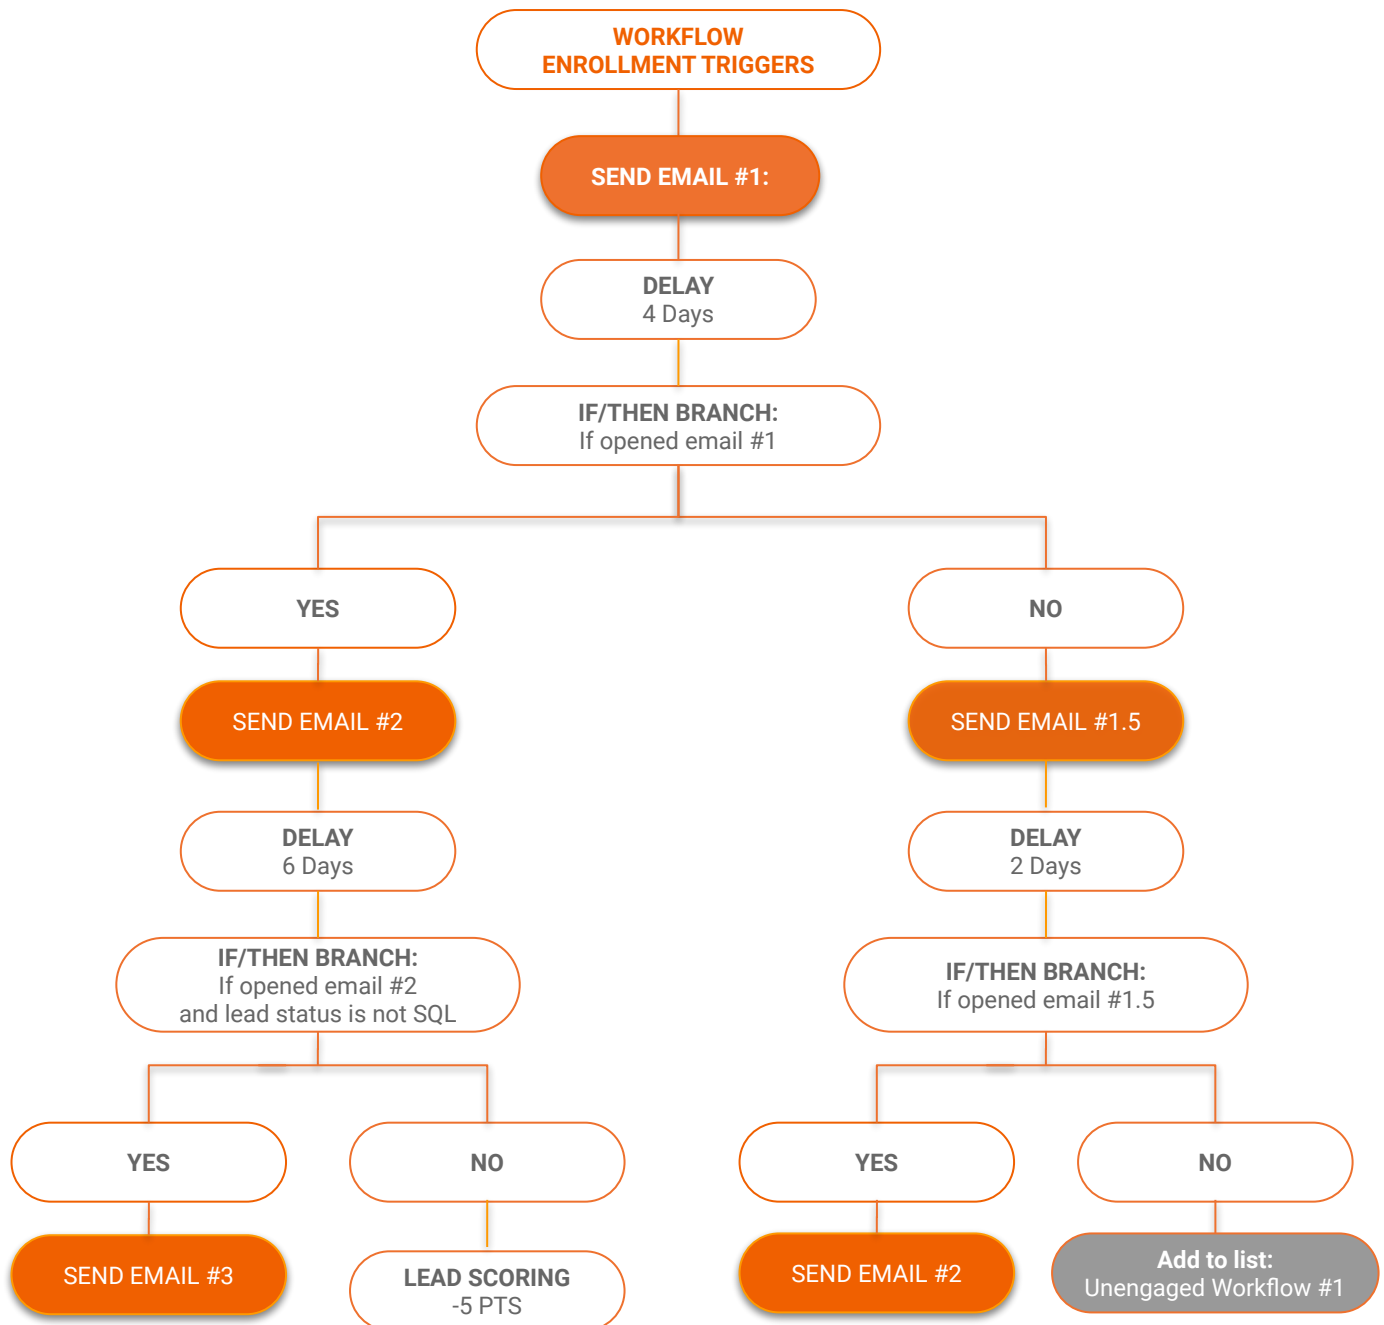 WORKFLOW
ENROLLMENT TRIGGERS
SEND EMAIL #1:
DELAY
4 Days
IF/THEN BRANCH:
If opened email #1
YES
NO
SEND EMAIL #2
SEND EMAIL #1.5
DELAY
6 Days
DELAY
2 Days
IF/THEN BRANCH:
If opened email #2
and lead status is not SQL
IF/THEN BRANCH:
If opened email #1.5
YES
NO
YES
NO
SEND EMAIL #3
LEAD SCORING
-5 PTS
SEND EMAIL #2
Add to list:
Unengaged Workflow #1